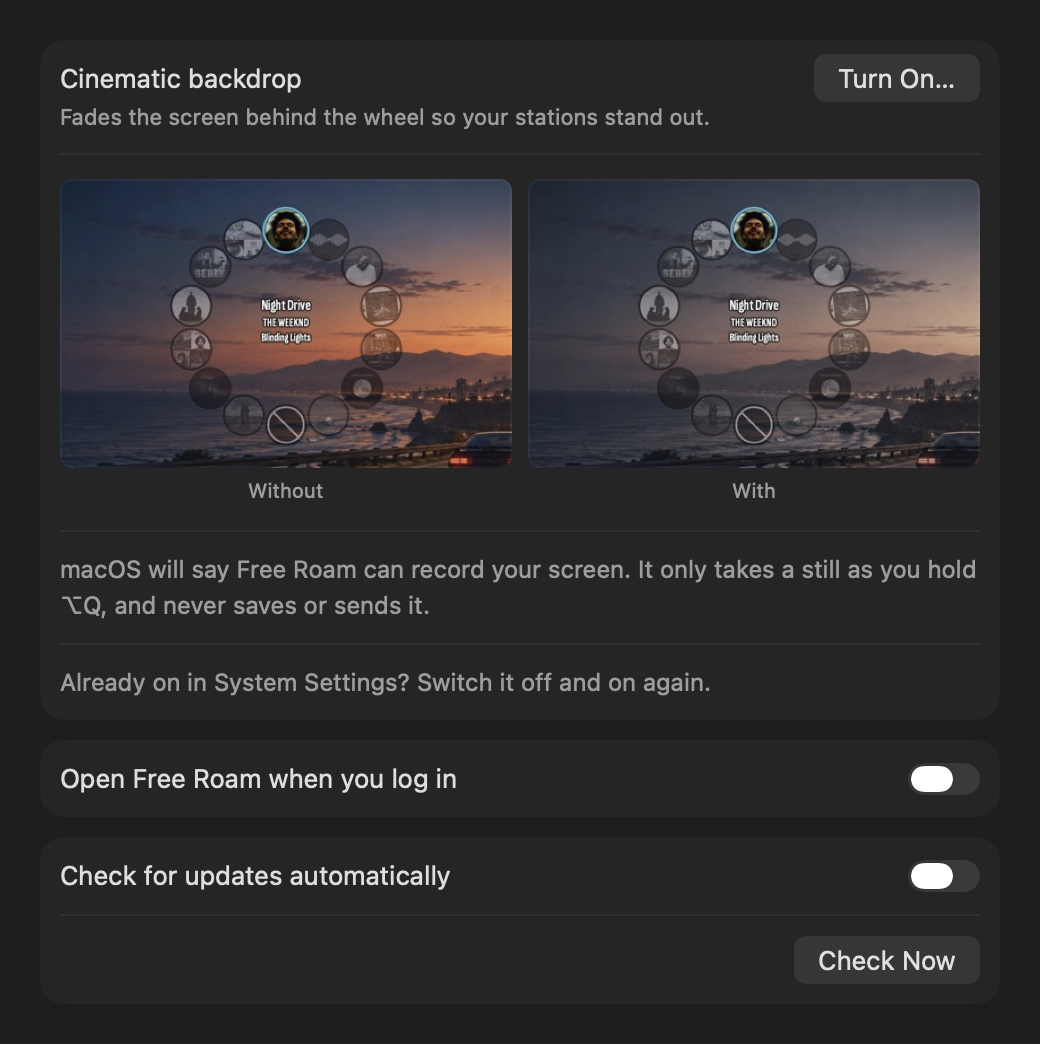 Cinematic backdrop
Turn On...
Fades the screen behind the wheel so your stations stand out.
BEBEY
Night Drive
THE WEEKND
Blinding Lights
Night Drive
THE WEEKND
Blinding Lights
Without
With
macOS will say Free Roam can record your screen. It only takes a still as you hold
⌥Q, and never saves or sends it.
Already on in System Settings? Switch it off and on again.
Open Free Roam when you log in
Check for updates automatically
Check Now